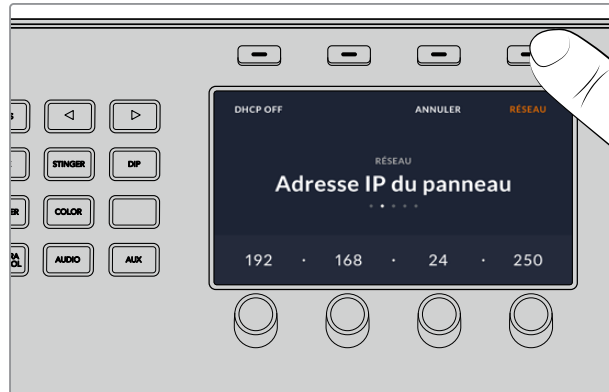 DHCP OFF ANNULER RÉSEAU
RÉSEAU
Adresse IP du panneau
192 · 168 · 24 · 250
STINGER DIP
COLOR
AUDIO AUX